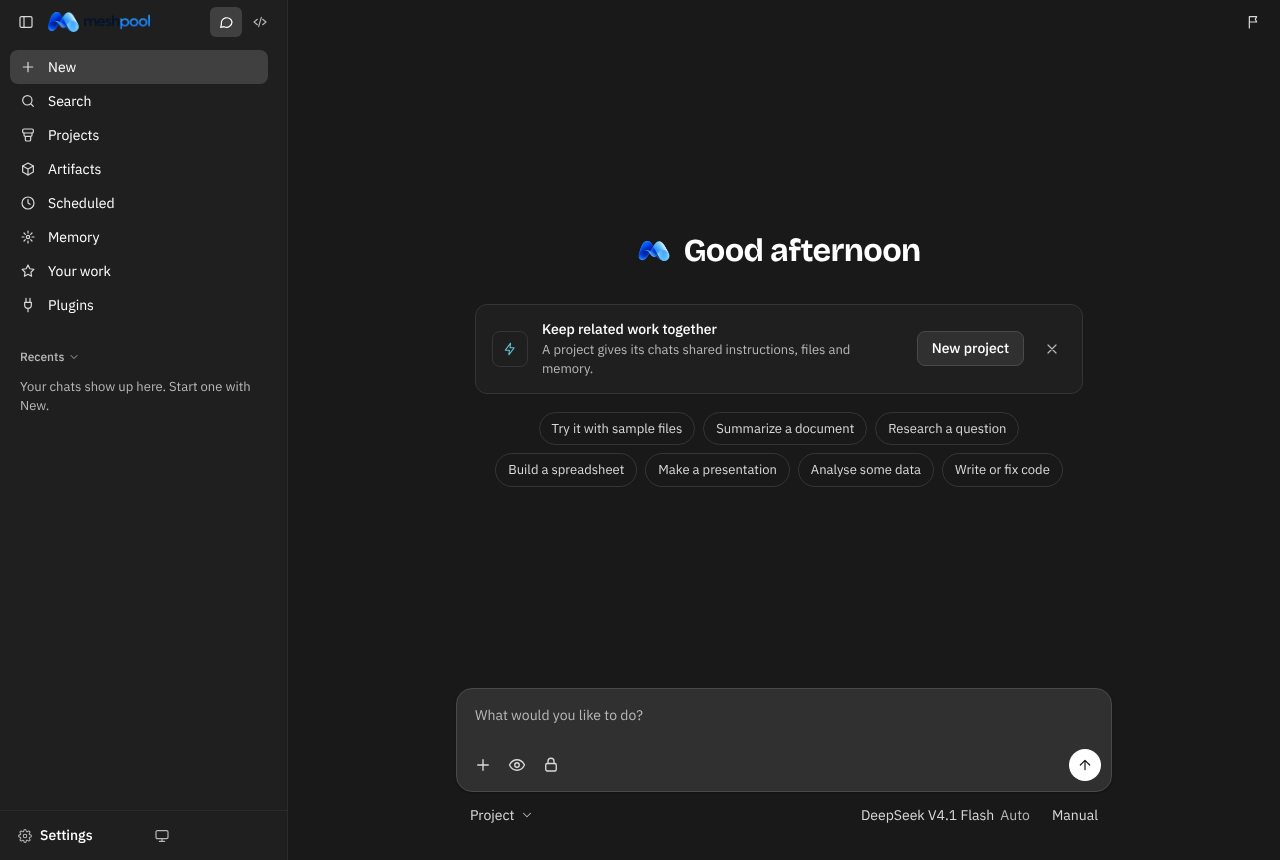 meshpool
New
Search
Projects
Artifacts
Scheduled
Memory
Your work
Plugins
Recents
Your chats show up here. Start one with
New.
Settings
Good afternoon
Keep related work together
A project gives its chats shared instructions, files and
memory.
New project
Try it with sample files
Summarize a document
Research a question
Build a spreadsheet
Make a presentation
Analyse some data
Write or fix code
What would you like to do?
Project
DeepSeek V4.1 Flash Auto
Manual